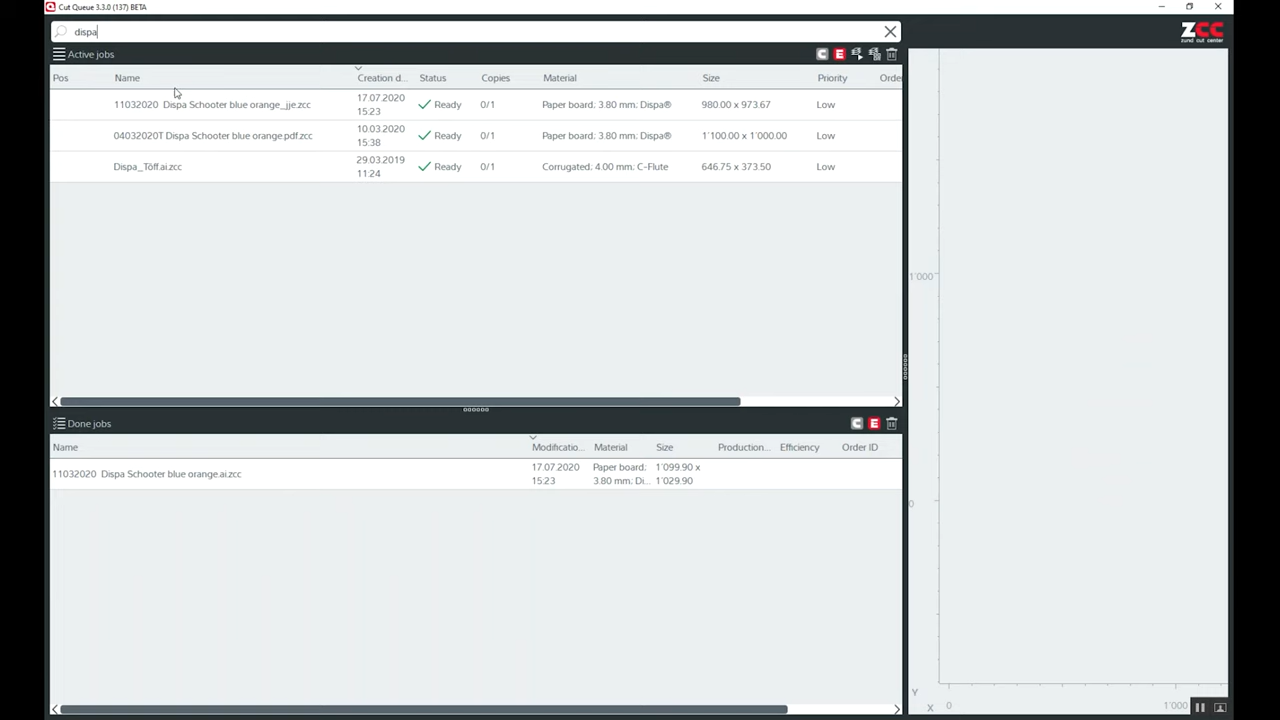 Cut Queue 3.3.0 (137) BETA
dispa
ZCC
zund cut center
Active jobs
C E
Pos Name Creation d... Status Copies Material Size Priority Orde
11032020 Dispa Schooter blue orange_jje.zcc 17.07.2020 15:23 Ready 0/1 Paper board; 3.80 mm; Dispa® 980.00 x 973.67 Low
04032020T Dispa Schooter blue orange.pdf.zcc 10.03.2020 15:38 Ready 0/1 Paper board; 3.80 mm; Dispa® 1'100.00 x 1'000.00 Low
Dispa_Töff.ai.zcc 29.03.2019 11:24 Ready 0/1 Corrugated; 4.00 mm; C-Flute 646.75 x 373.50 Low
Done jobs
C E
Name Modificatio... Material Size Production... Efficiency Order ID
11032020 Dispa Schooter blue orange.ai.zcc 17.07.2020 15:23 Paper board; 3.80 mm; Di... 1'099.90 x 1'029.90
1'000
0
Y
X 0 1'000